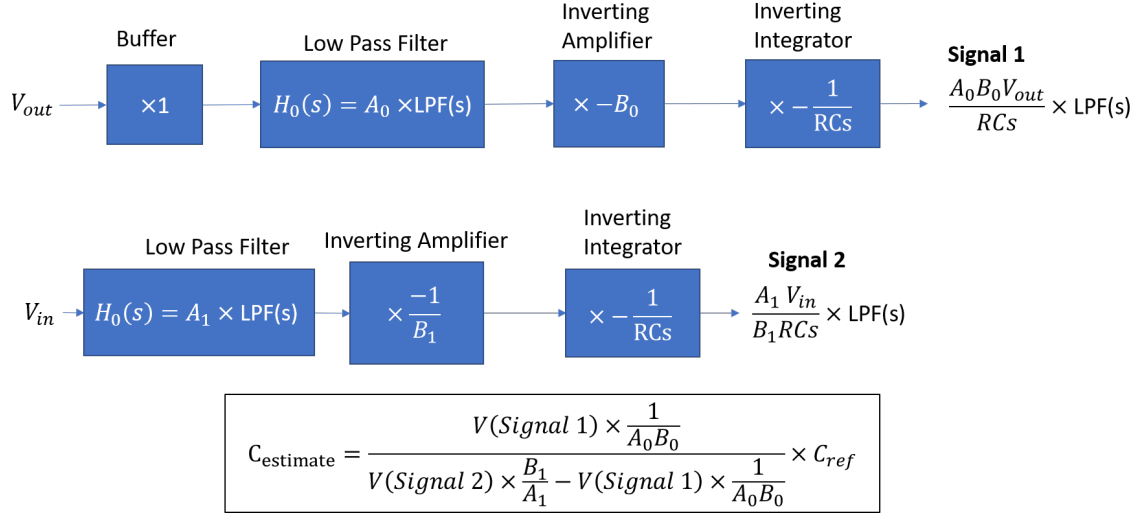 Buffer
Low Pass Filter
Inverting
Amplifier
Inverting
Integrator
Signal 1
V_out
×1
H_0(s) = A_0 ×LPF(s)
× −B_0
× − 1/RCs
A_0B_0V_out/RCs × LPF(s)
Low Pass Filter
Inverting Amplifier
Inverting
Integrator
Signal 2
V_in
H_0(s) = A_1 × LPF(s)
× −1/B_1
× − 1/RCs
A_1 V_in/B_1RCs × LPF(s)
C_estimate = (V(Signal 1) × 1/(A_0B_0)) / (V(Signal 2) × B_1/A_1 − V(Signal 1) × 1/(A_0B_0)) × C_ref